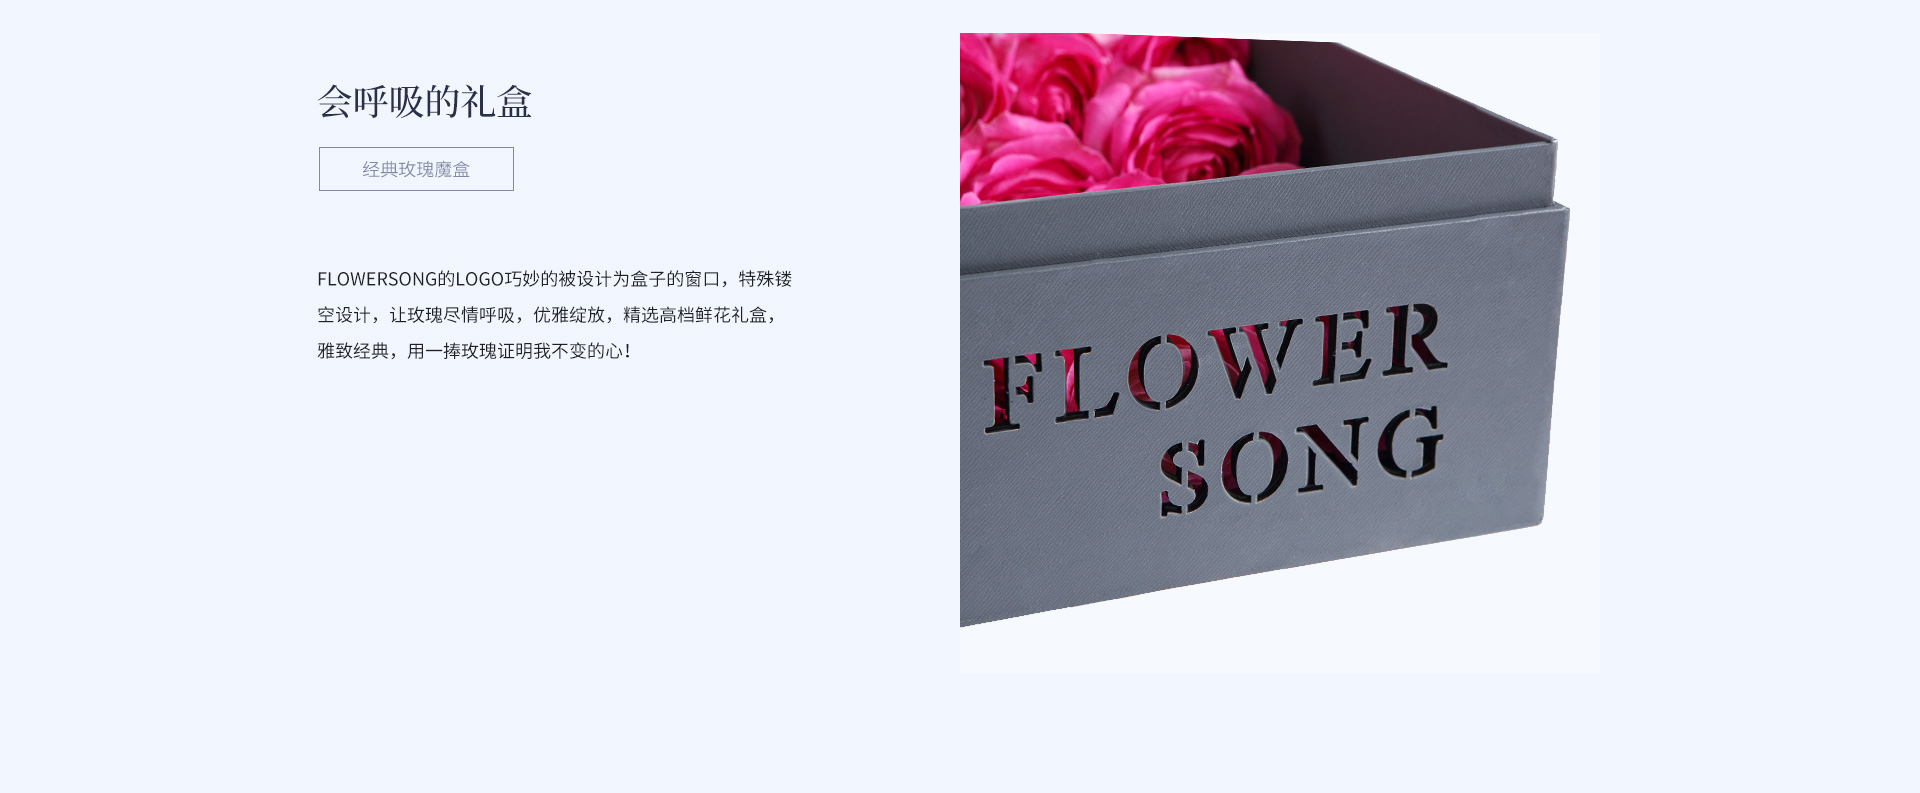 会呼吸的礼盒
经典玫瑰魔盒
FLOWERSONG的LOGO巧妙的被设计为盒子的窗口，特殊镂
空设计，让玫瑰尽情呼吸，优雅绽放，精选高档鲜花礼盒，
雅致经典，用一捧玫瑰证明我不变的心！
FLOWER
SONG